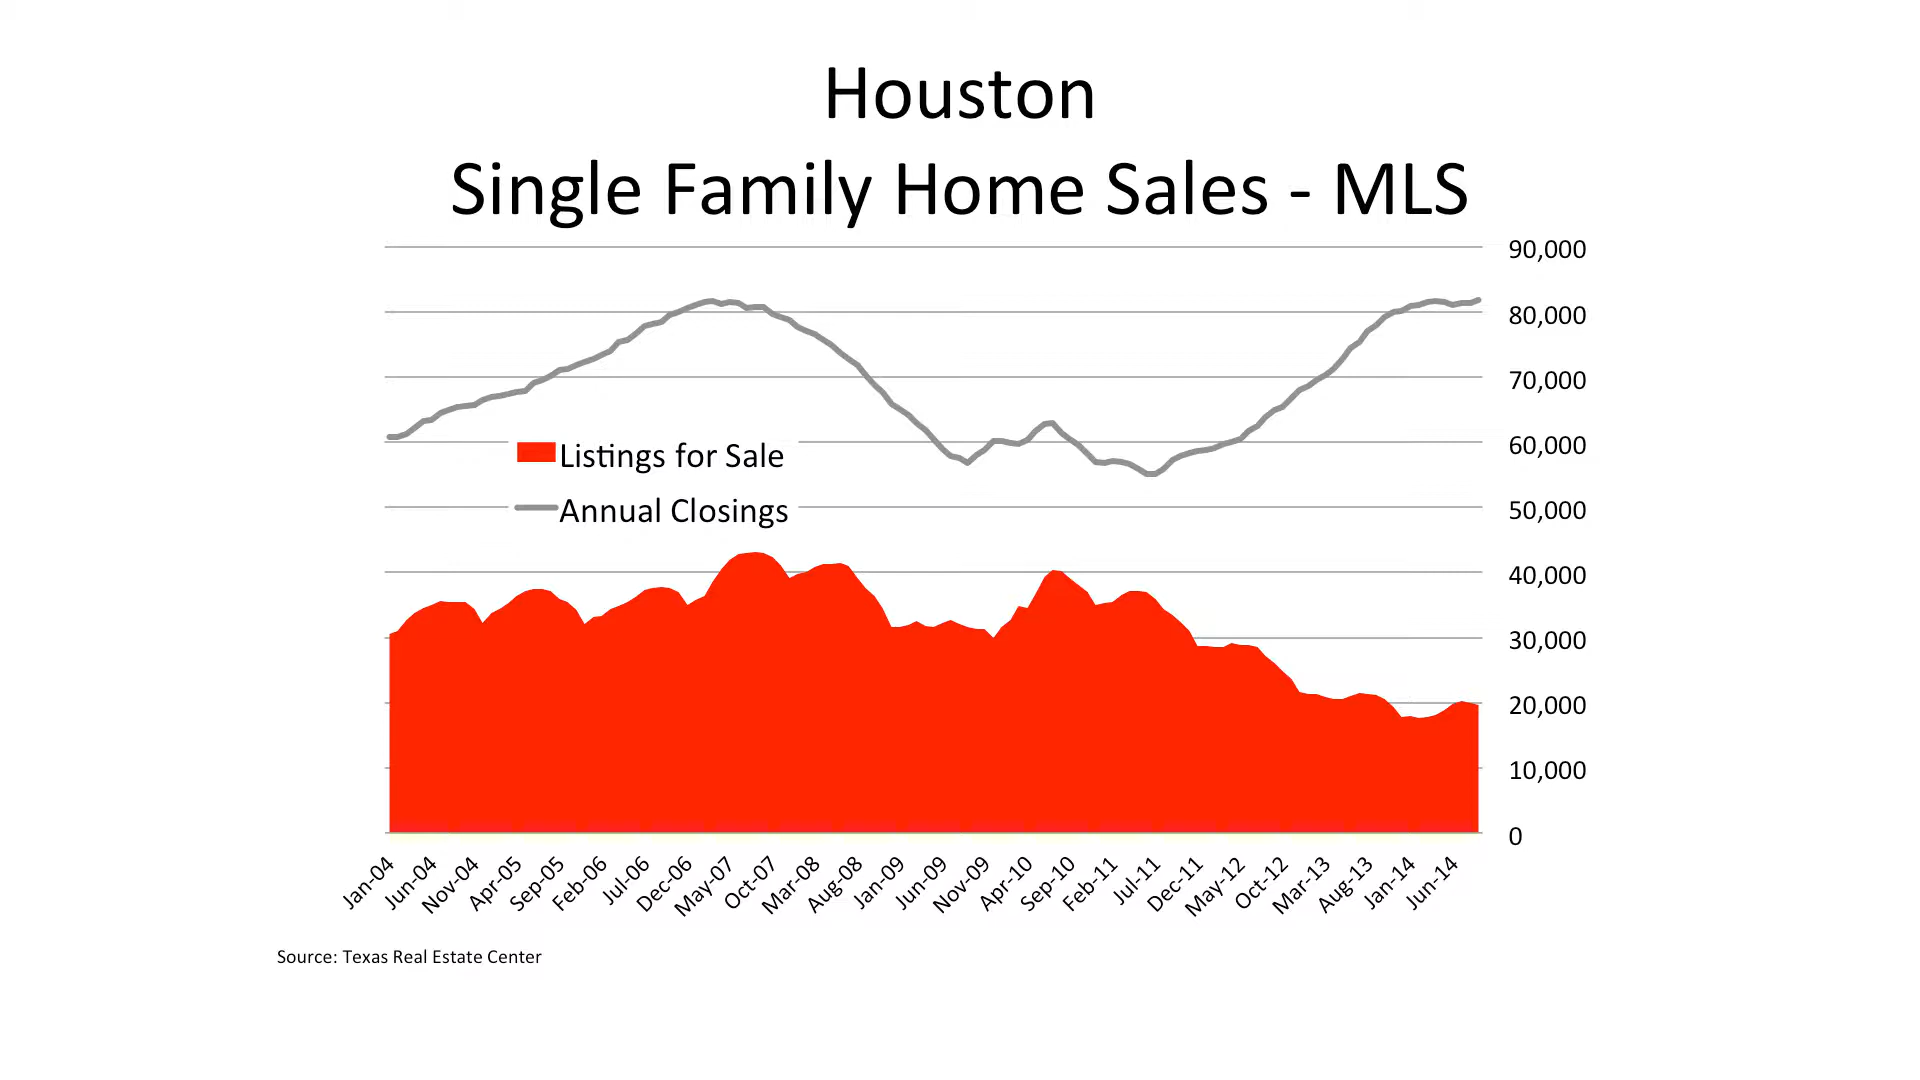 Houston
Single Family Home Sales - MLS
90,000
80,000
70,000
60,000
Listings for Sale
Annual Closings
50,000
40,000
30,000
20,000
10,000
0
Jan-04
Jun-04
Nov-04
Apr-05
Sep-05
Feb-06
Jul-06
Dec-06
May-07
Oct-07
Mar-08
Aug-08
Jan-09
Jun-09
Nov-09
Apr-10
Sep-10
Feb-11
Jul-11
Dec-11
May-12
Oct-12
Mar-13
Aug-13
Jan-14
Jun-14
Source: Texas Real Estate Center